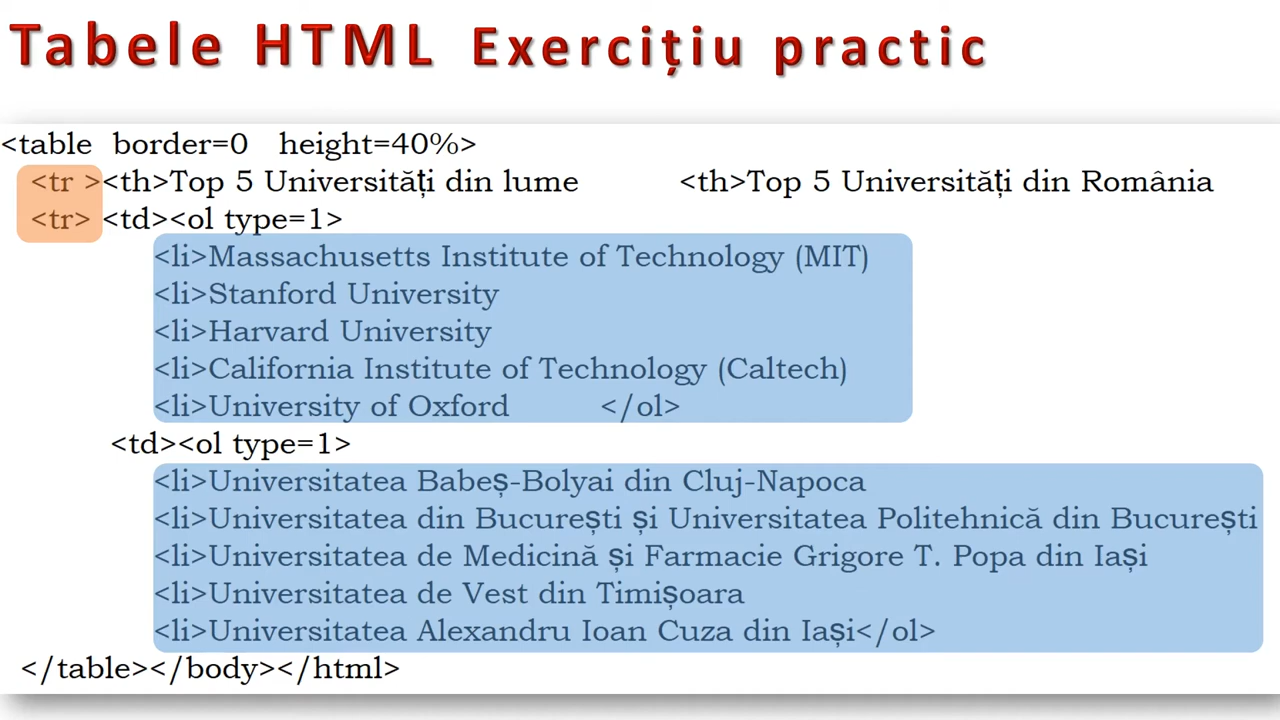 Tabele HTML Exercițiu practic
<table border=0 height=40%>
<tr ><th>Top 5 Universități din lume <th>Top 5 Universități din România
<tr> <td><ol type=1>
<li>Massachusetts Institute of Technology (MIT)
<li>Stanford University
<li>Harvard University
<li>California Institute of Technology (Caltech)
<li>University of Oxford </ol>
<td><ol type=1>
<li>Universitatea Babeș-Bolyai din Cluj-Napoca
<li>Universitatea din București și Universitatea Politehnică din București
<li>Universitatea de Medicină și Farmacie Grigore T. Popa din Iași
<li>Universitatea de Vest din Timișoara
<li>Universitatea Alexandru Ioan Cuza din Iași</ol>
</table></body></html>